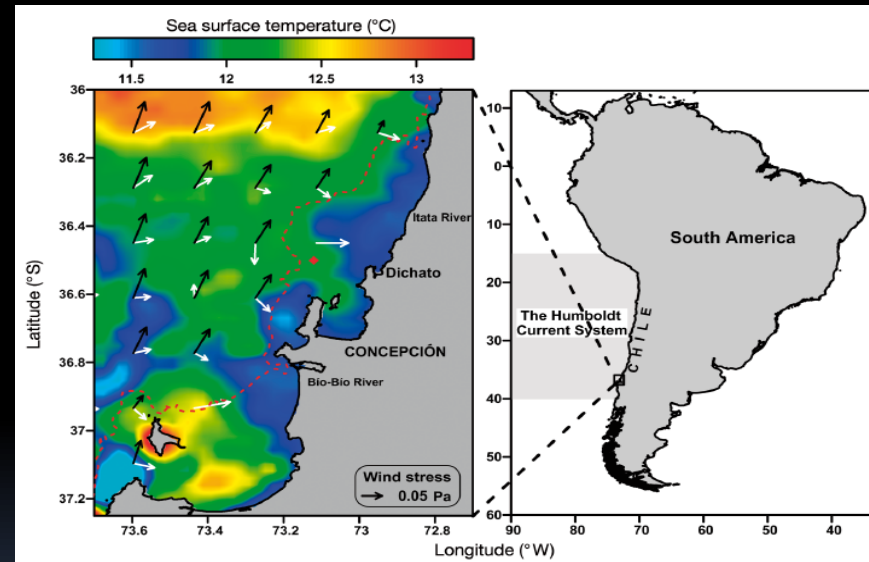 Sea surface temperature (°C)
11.5 12 12.5 13
Latitude (°S)
36
36.2
36.4
36.6
36.8
37
37.2
73.6 73.4 73.2 73 72.8
Itata River
Dichato
CONCEPCIÓN
Bío-Bío River
Wind stress
0.05 Pa
10
0
10
20
30
40
50
60
90 80 70 60 50 40
South America
The Humboldt
Current System
CHILE
Longitude (°W)